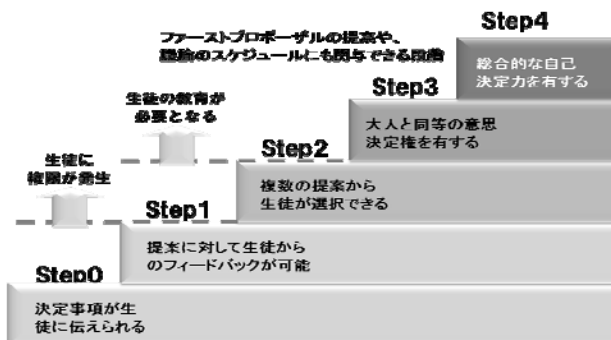 Step4
ファーストプロポーザルの提案や、
議論のスケジュールにも関与できる段階
総合的な自己
決定力を有する
Step3
生徒の教育が
必要となる
大人と同等の意思
決定権を有する
Step2
生徒に
権限が発生
複数の提案から
生徒が選択できる
Step1
提案に対して生徒から
のフィードバックが可能
Step0
決定事項が生
徒に伝えられる